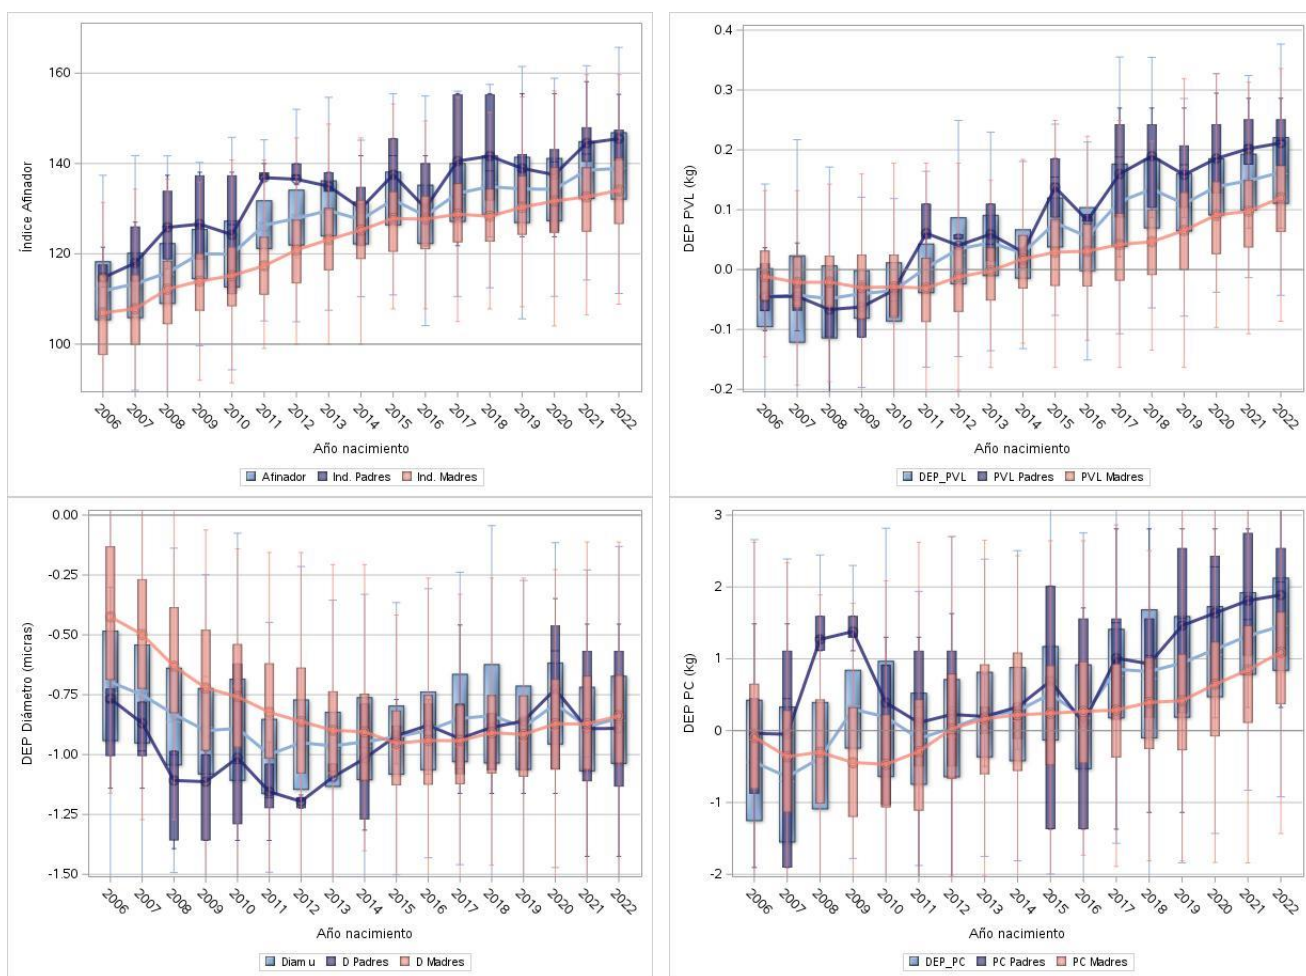 Índice Afinador
160
140
120
100
2006 2007 2008 2009 2010 2011 2012 2013 2014 2015 2016 2017 2018 2019 2020 2021 2022
Año nacimiento
Afinador Ind. Padres Ind. Madres
DEP PVL (kg)
0.4
0.3
0.2
0.1
0.0
-0.1
-0.2
2006 2007 2008 2009 2010 2011 2012 2013 2014 2015 2016 2017 2018 2019 2020 2021 2022
Año nacimiento
DEP_PVL PVL Padres PVL Madres
DEP Diámetro (micras)
0.00
-0.25
-0.50
-0.75
-1.00
-1.25
-1.50
2006 2007 2008 2009 2010 2011 2012 2013 2014 2015 2016 2017 2018 2019 2020 2021 2022
Año nacimiento
Diam u D Padres D Madres
DEP PC (kg)
3
2
1
0
-1
-2
2006 2007 2008 2009 2010 2011 2012 2013 2014 2015 2016 2017 2018 2019 2020 2021 2022
Año nacimiento
DEP_PC PC Padres PC Madres